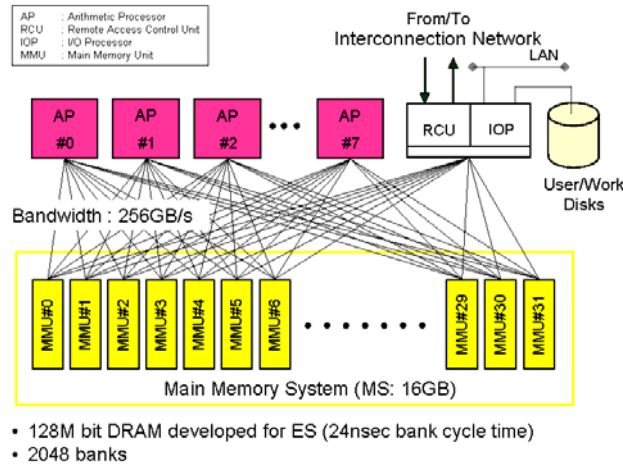 AP : Arithmetic Processor
RCU : Remote Access Control Unit
IOP : I/O Processor
MMU : Main Memory Unit
From/To
Interconnection Network
LAN
AP
#0
AP
#1
AP
#2
•••
AP
#7
RCU
IOP
User/Work
Disks
Bandwidth : 256GB/s
MMU#0
MMU#1
MMU#2
MMU#3
MMU#4
MMU#5
MMU#6
MMU#29
MMU#30
MMU#31
Main Memory System (MS: 16GB)
• 128M bit DRAM developed for ES (24nsec bank cycle time)
• 2048 banks